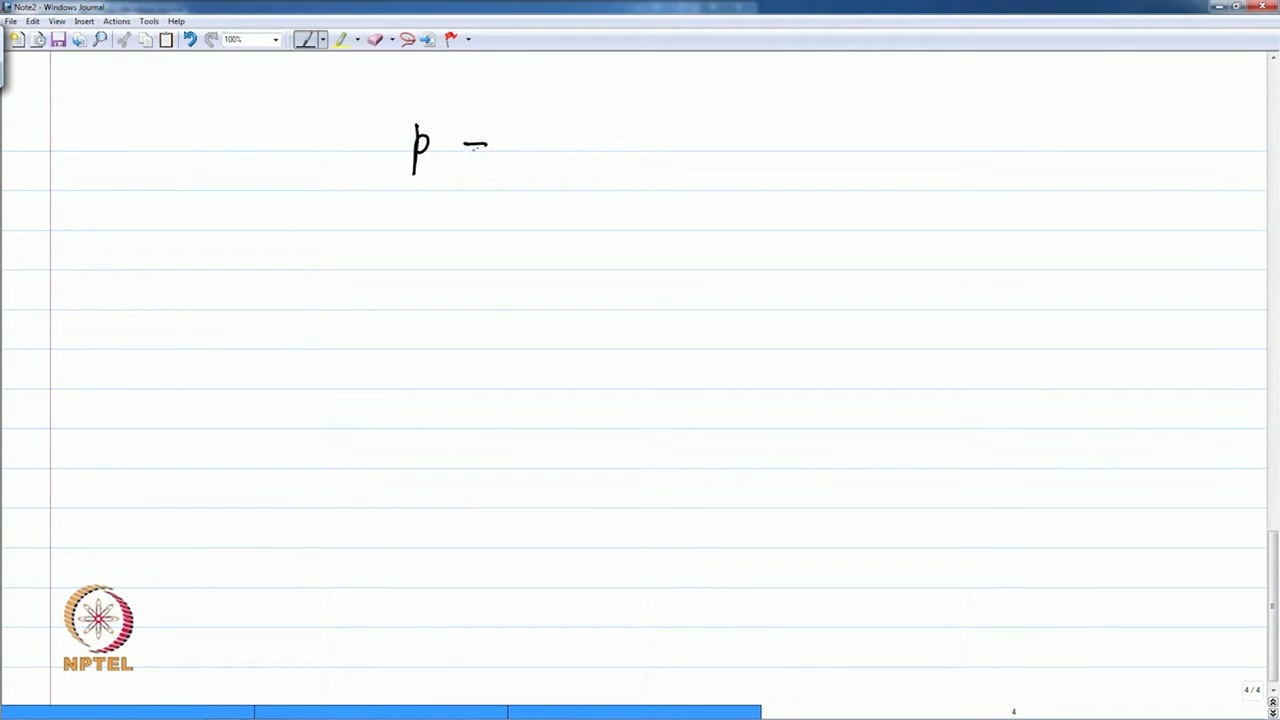 Note2 - Windows Journal
File Edit View Insert Actions Tools Help
100%
p –
NPTEL
4 / 4
4